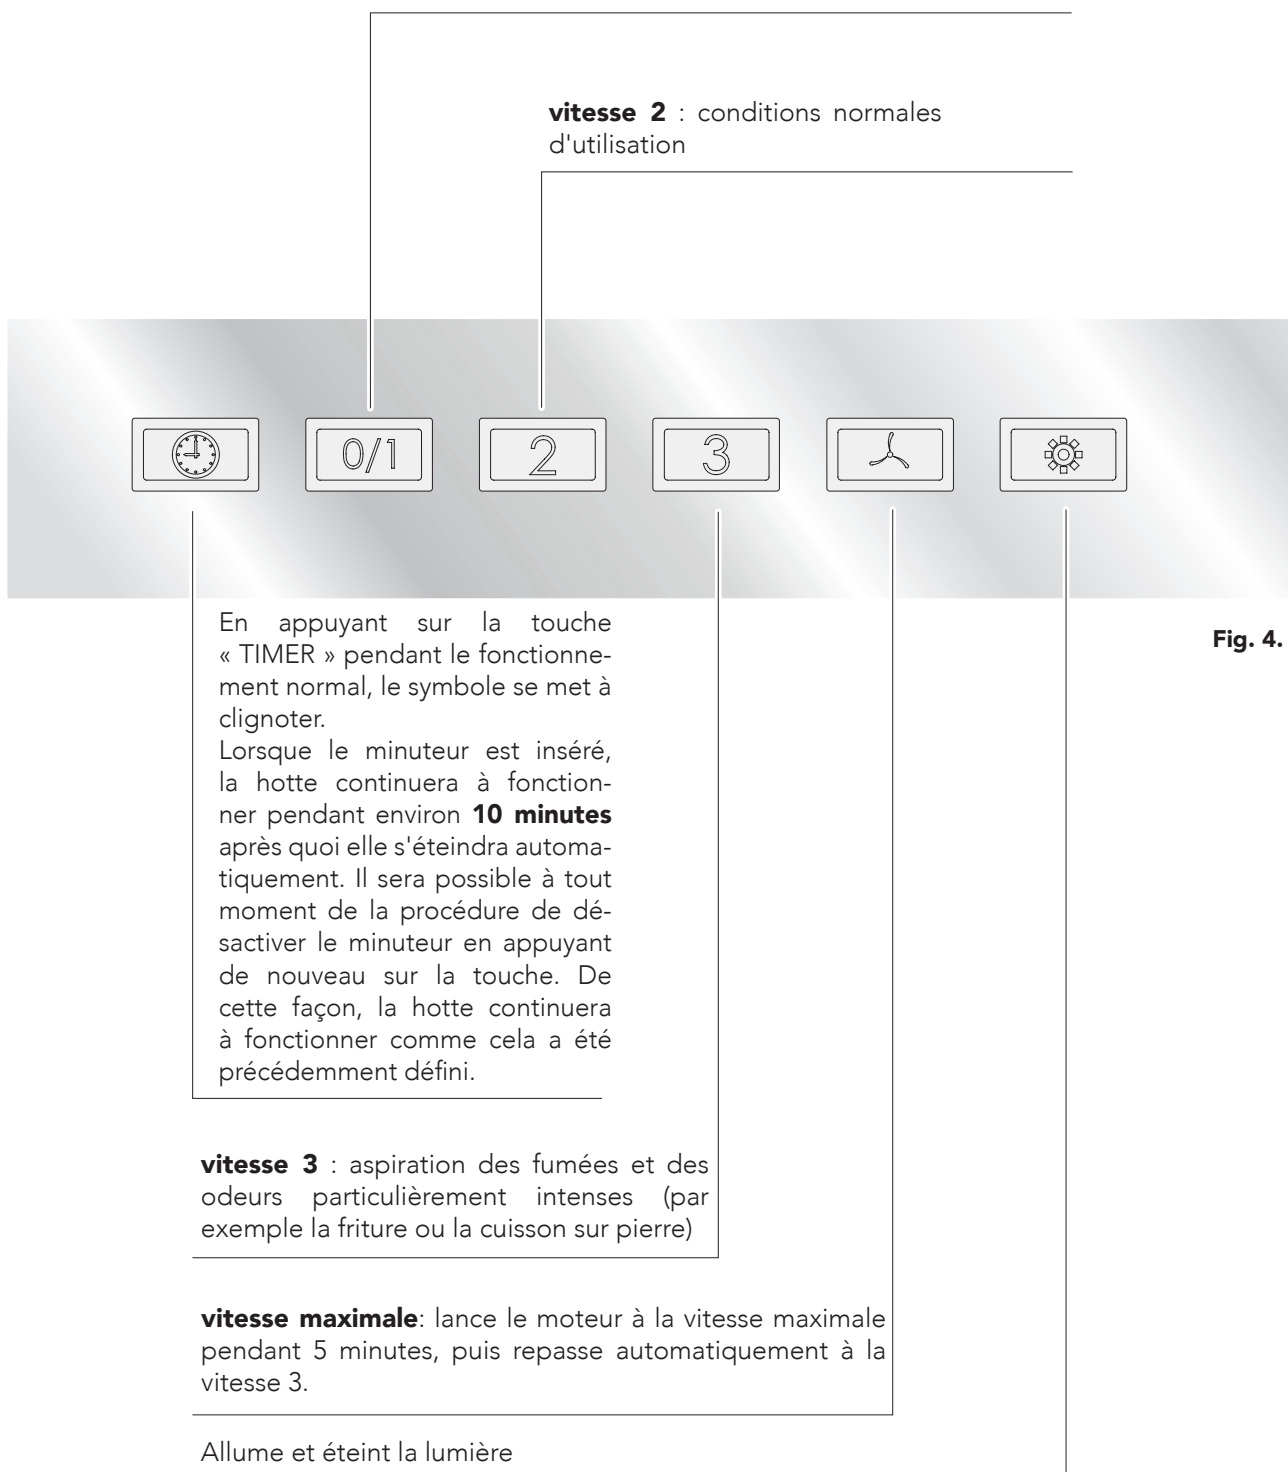 vitesse 2 : conditions normales
d'utilisation
0/1
2
3
En appuyant sur la touche
« TIMER » pendant le fonctionne-
ment normal, le symbole se met à
clignoter.
Lorsque le minuteur est inséré,
la hotte continuera à fonction-
ner pendant environ 10 minutes
après quoi elle s'éteindra automa-
tiquement. Il sera possible à tout
moment de la procédure de dé-
sactiver le minuteur en appuyant
de nouveau sur la touche. De
cette façon, la hotte continuera
à fonctionner comme cela a été
précédemment défini.
Fig. 4.
vitesse 3 : aspiration des fumées et des
odeurs particulièrement intenses (par
exemple la friture ou la cuisson sur pierre)
vitesse maximale: lance le moteur à la vitesse maximale
pendant 5 minutes, puis repasse automatiquement à la
vitesse 3.
Allume et éteint la lumière